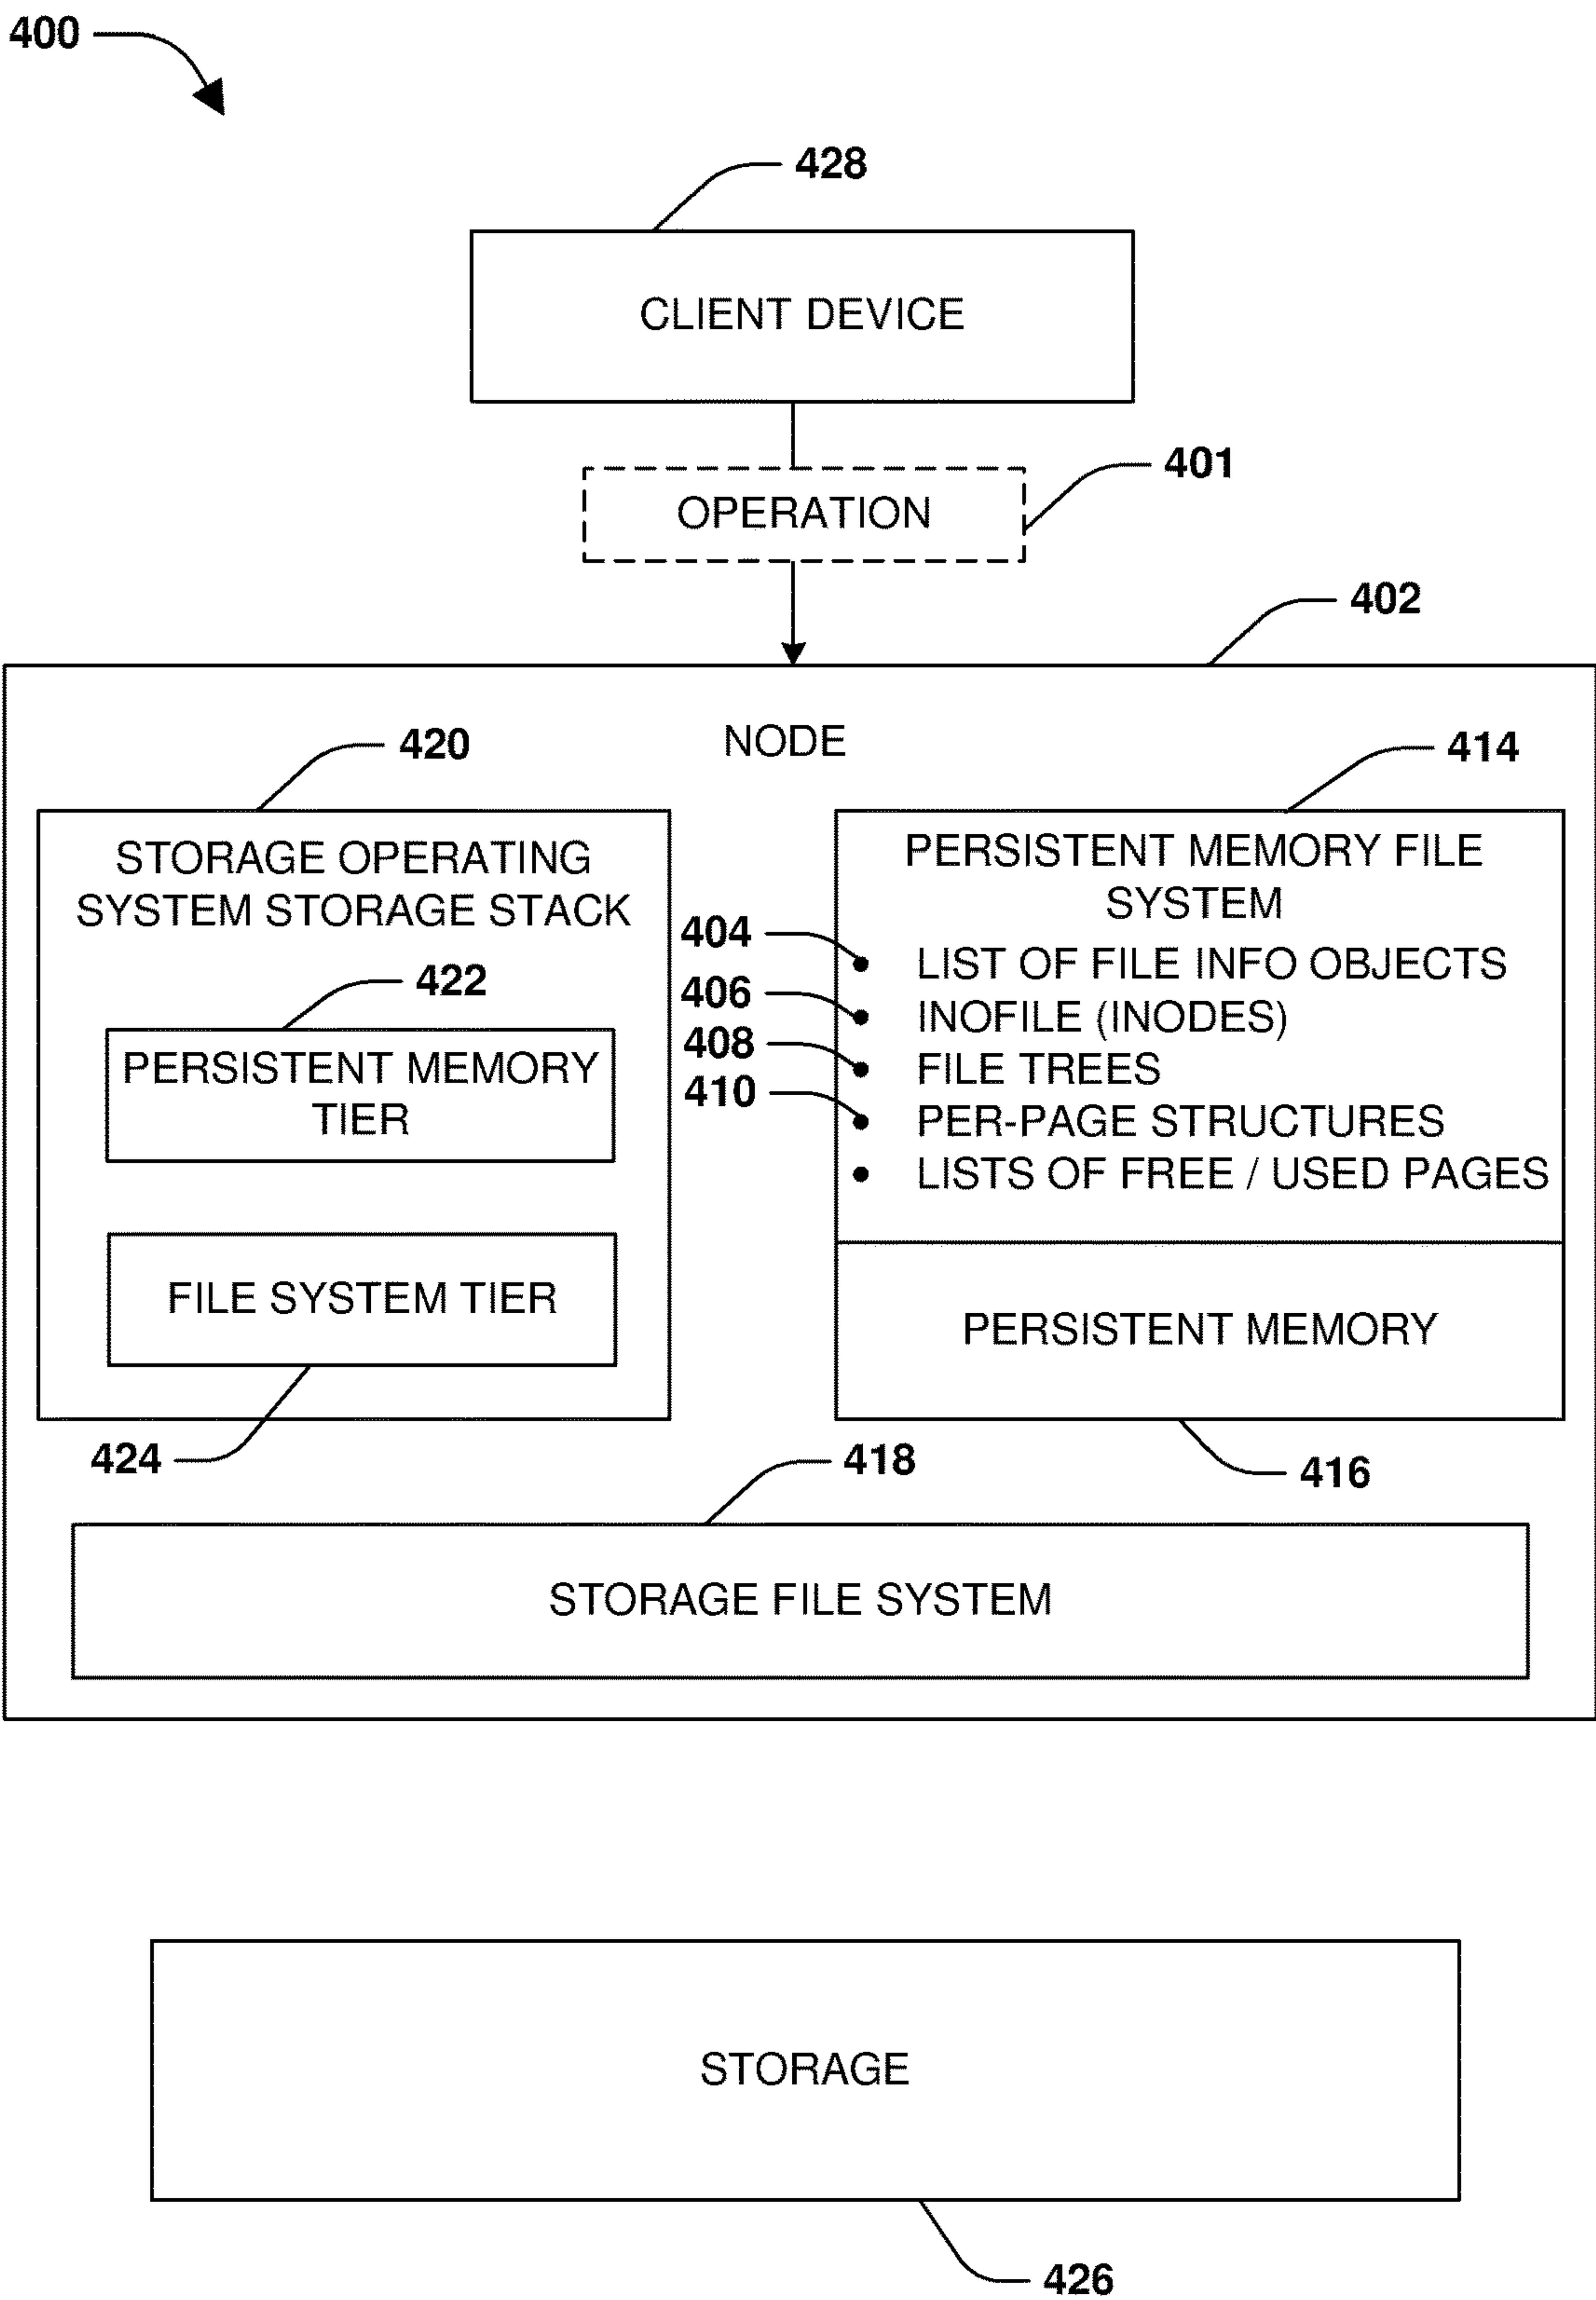 400
428
CLIENT DEVICE
401
OPERATION
402
NODE
420
414
STORAGE OPERATING
SYSTEM STORAGE STACK
422
PERSISTENT MEMORY
TIER
FILE SYSTEM TIER
424
PERSISTENT MEMORY FILE
SYSTEM
404
• LIST OF FILE INFO OBJECTS
406
• INOFILE (INODES)
408
• FILE TREES
410
• PER-PAGE STRUCTURES
• LISTS OF FREE / USED PAGES
PERSISTENT MEMORY
416
418
STORAGE FILE SYSTEM
STORAGE
426